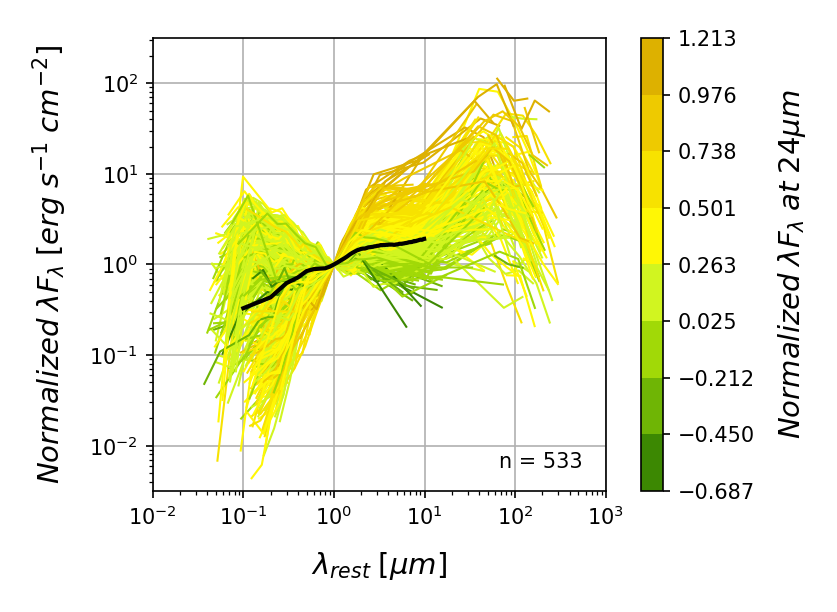 Normalized λF_λ [erg s⁻¹ cm⁻²]
10²
10¹
10⁰
10⁻¹
10⁻²
n = 533
10⁻² 10⁻¹ 10⁰ 10¹ 10² 10³
λ_rest [μm]
1.213
0.976
0.738
0.501
0.263
0.025
−0.212
−0.450
−0.687
Normalized λF_λ at 24μm